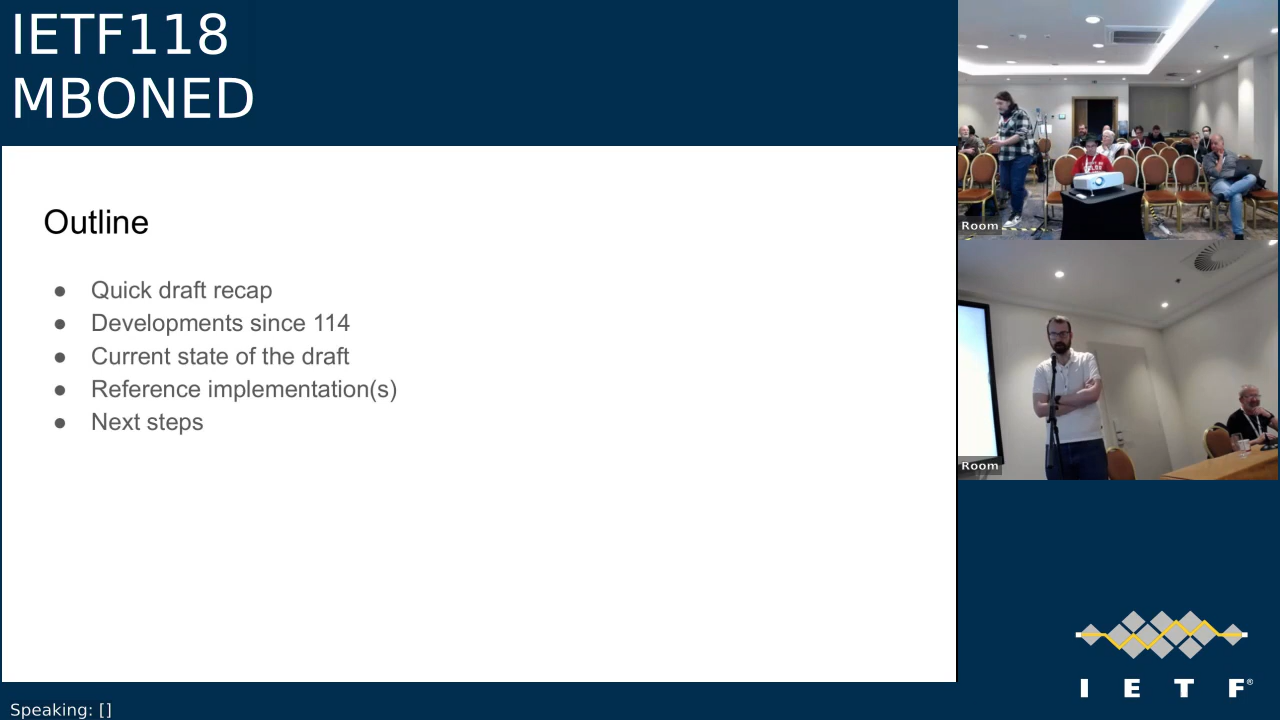 IETF118
MBONED
Outline
● Quick draft recap
● Developments since 114
● Current state of the draft
● Reference implementation(s)
● Next steps
Room
Room
I E T F®
Speaking: []